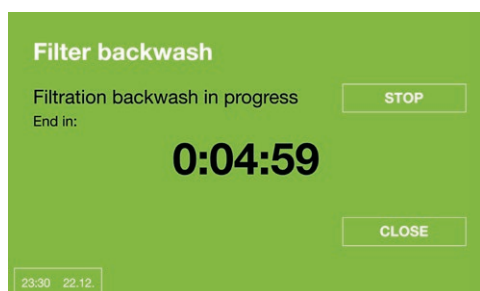 Filter backwash
Filtration backwash in progress
STOP
End in:
0:04:59
CLOSE
23:30 22.12.